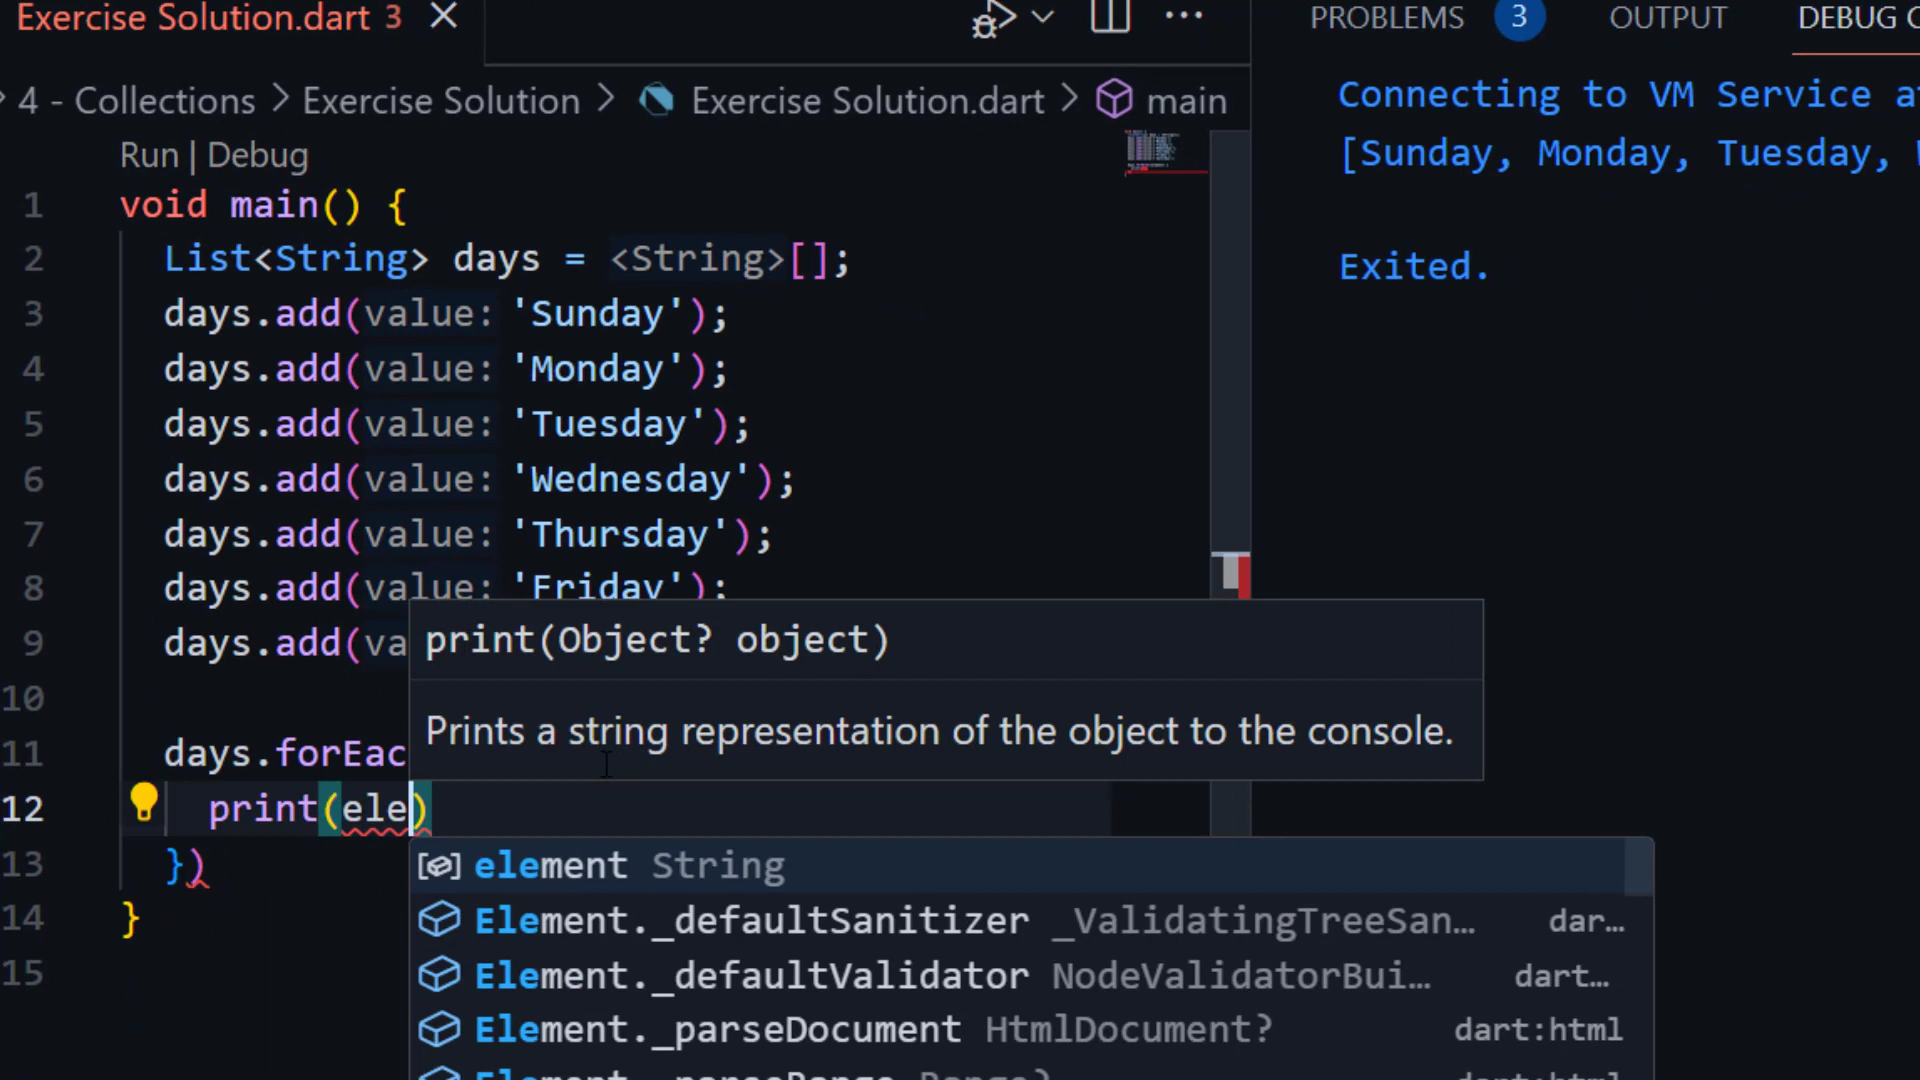 Exercise Solution.dart 3
PROBLEMS 3 OUTPUT DEBUG C
4 - Collections > Exercise Solution > Exercise Solution.dart > main
Run | Debug
1 void main() {
2 List<String> days = <String>[];
3 days.add(value: 'Sunday');
4 days.add(value: 'Monday');
5 days.add(value: 'Tuesday');
6 days.add(value: 'Wednesday');
7 days.add(value: 'Thursday');
8 days.add(value: 'Friday');
9 days.add(va
10
11 days.forEac
12 print(ele)
13 })
14 }
15
print(Object? object)
Prints a string representation of the object to the console.
element String
Element._defaultSanitizer _ValidatingTreeSan… dar…
Element._defaultValidator NodeValidatorBui… dart…
Element._parseDocument HtmlDocument? dart:html
Connecting to VM Service a
[Sunday, Monday, Tuesday,
Exited.